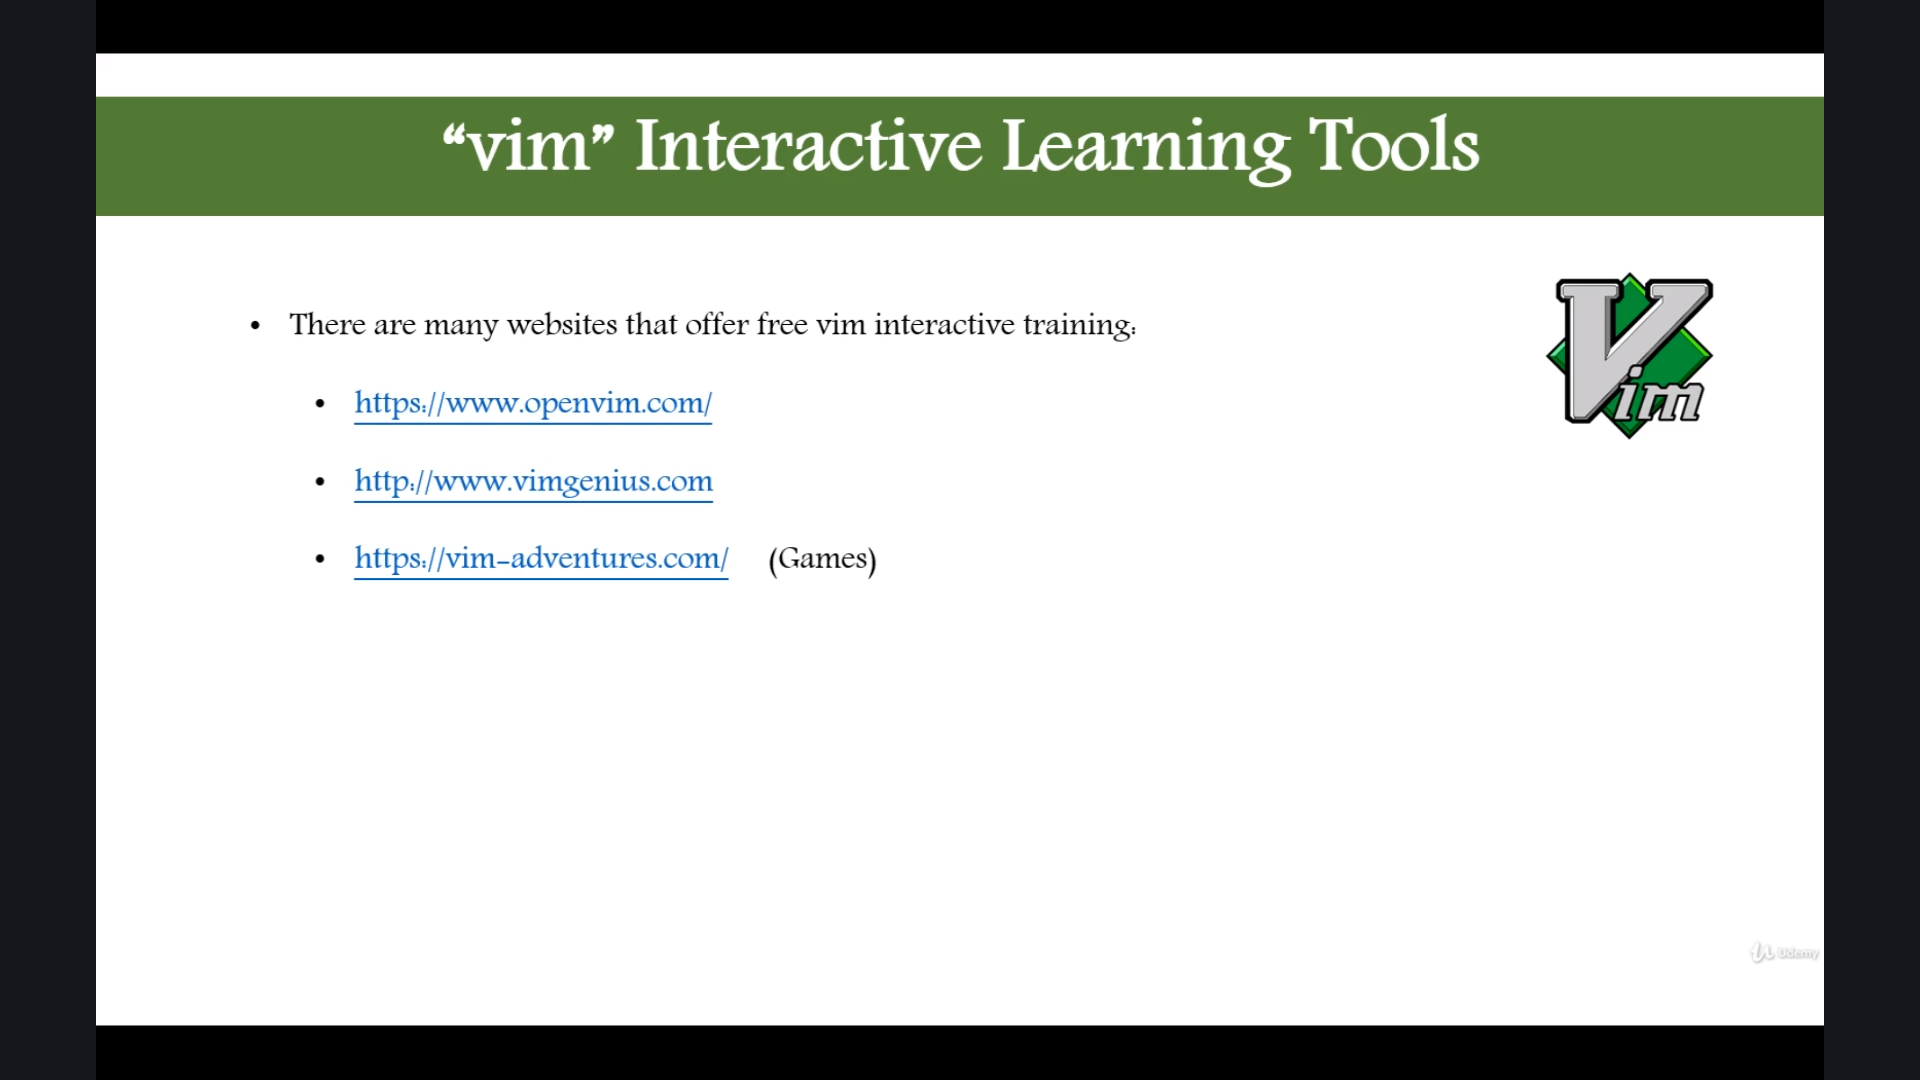 “vim” Interactive Learning Tools
• There are many websites that offer free vim interactive training:
• https://www.openvim.com/
• http://www.vimgenius.com
• https://vim-adventures.com/ (Games)
Vim
Udemy